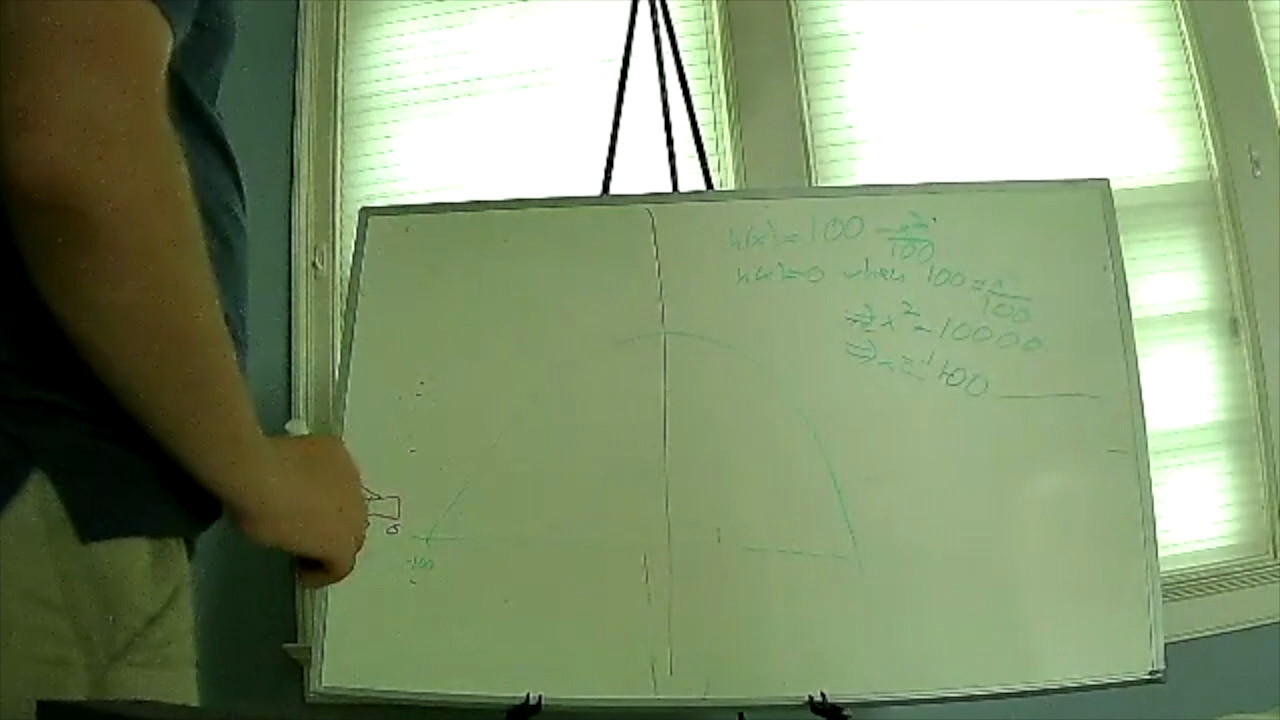 h(x) = 100 - x²/100
h(x)=0 when 100 = x²/100
⇒ x² = 10000
⇒ x = ±100
-100